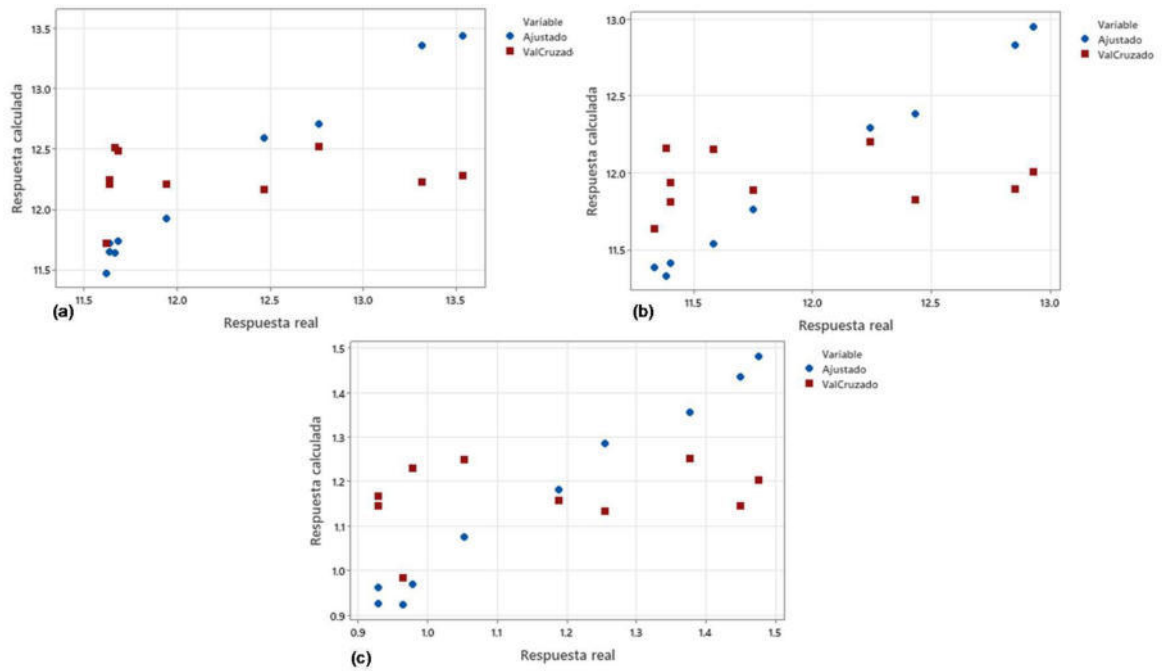 Variable
Ajustado
ValCruzad
Respuesta calculada
13.5
13.0
12.5
12.0
11.5
11.5 12.0 12.5 13.0 13.5
Respuesta real
(a)
Variable
Ajustado
ValCruzado
Respuesta calculada
13.0
12.5
12.0
11.5
11.5 12.0 12.5 13.0
Respuesta real
(b)
Variable
Ajustado
ValCruzado
Respuesta calculada
1.5
1.4
1.3
1.2
1.1
1.0
0.9
0.9 1.0 1.1 1.2 1.3 1.4 1.5
Respuesta real
(c)